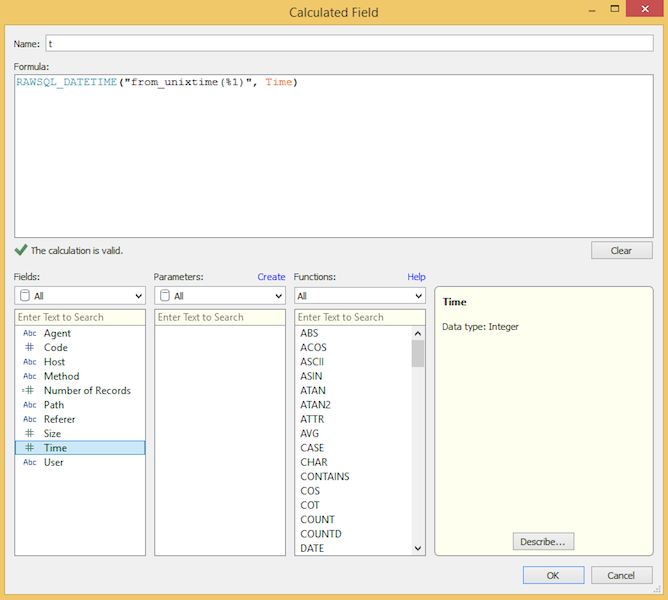 Calculated Field
Name: t
Formula:
RAWSQL_DATETIME("from_unixtime(%1)", Time)
The calculation is valid.
Clear
Fields:
All
Enter Text to Search
Abc Agent
# Code
Abc Host
Abc Method
=# Number of Records
Abc Path
Abc Referer
# Size
# Time
Abc User
Parameters: Create
All
Enter Text to Search
Functions: Help
All
Enter Text to Search
ABS
ACOS
ASCII
ASIN
ATAN
ATAN2
ATTR
AVG
CASE
CHAR
CONTAINS
COS
COT
COUNT
COUNTD
DATE
Time
Data type: Integer
Describe...
OK Cancel